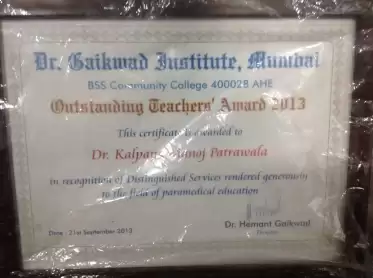 Dr. Gaikwad Institute, Mumbai
BSS Community College 400028 AHE
Outstanding Teachers' Award 2013
This certificate is awarded to
Dr. Kalpana Manoj Patrawala
in recognition of Distinguished Services rendered generously
to the field of paramedical education
Date : 21st September 2013
Dr. Hemant Gaikwad
Director